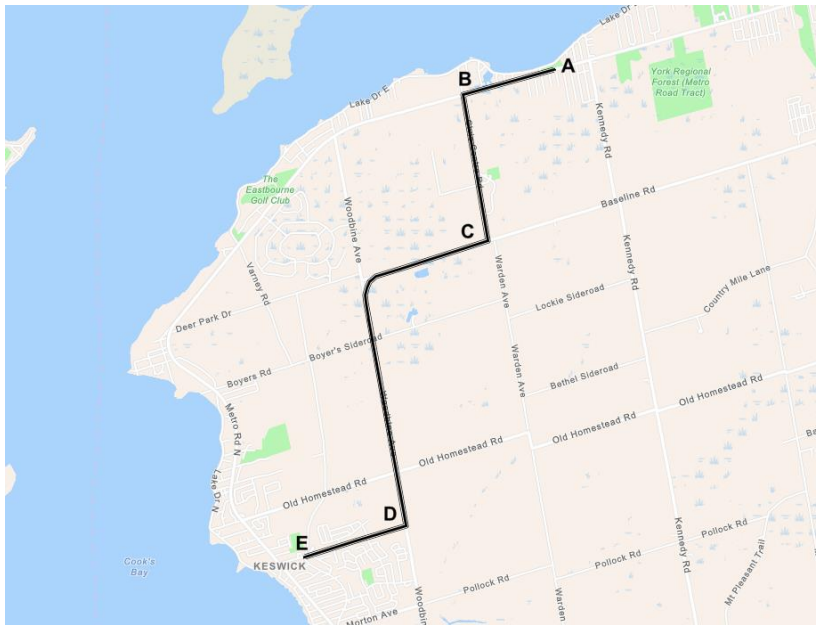 Lake Dr E
A
York Regional
Forest (Metro
Road Tract)
B
Lake Dr E
Kennedy Rd
The
Eastbourne
Golf Club
Woodbine Ave
Baseline Rd
C
Kennedy Rd
Varney Rd
Warden Ave
Country Mile Lane
Lockie Sideroad
Deer Park Dr
Boyer's Sideroad
Warden Ave
Boyers Rd
Bethel Sideroad
Old Homestead Rd
Metro Rd N
Old Homestead Rd
Old Homestead Rd
Lake Dr N
Old Homestead Rd
D
E
Kennedy Rd
Pollock Rd
Cook's
Bay
KESWICK
Pollock Rd
Pollock Rd
Mt Pleasant Trail
Woodbine
Warden
Morton Ave